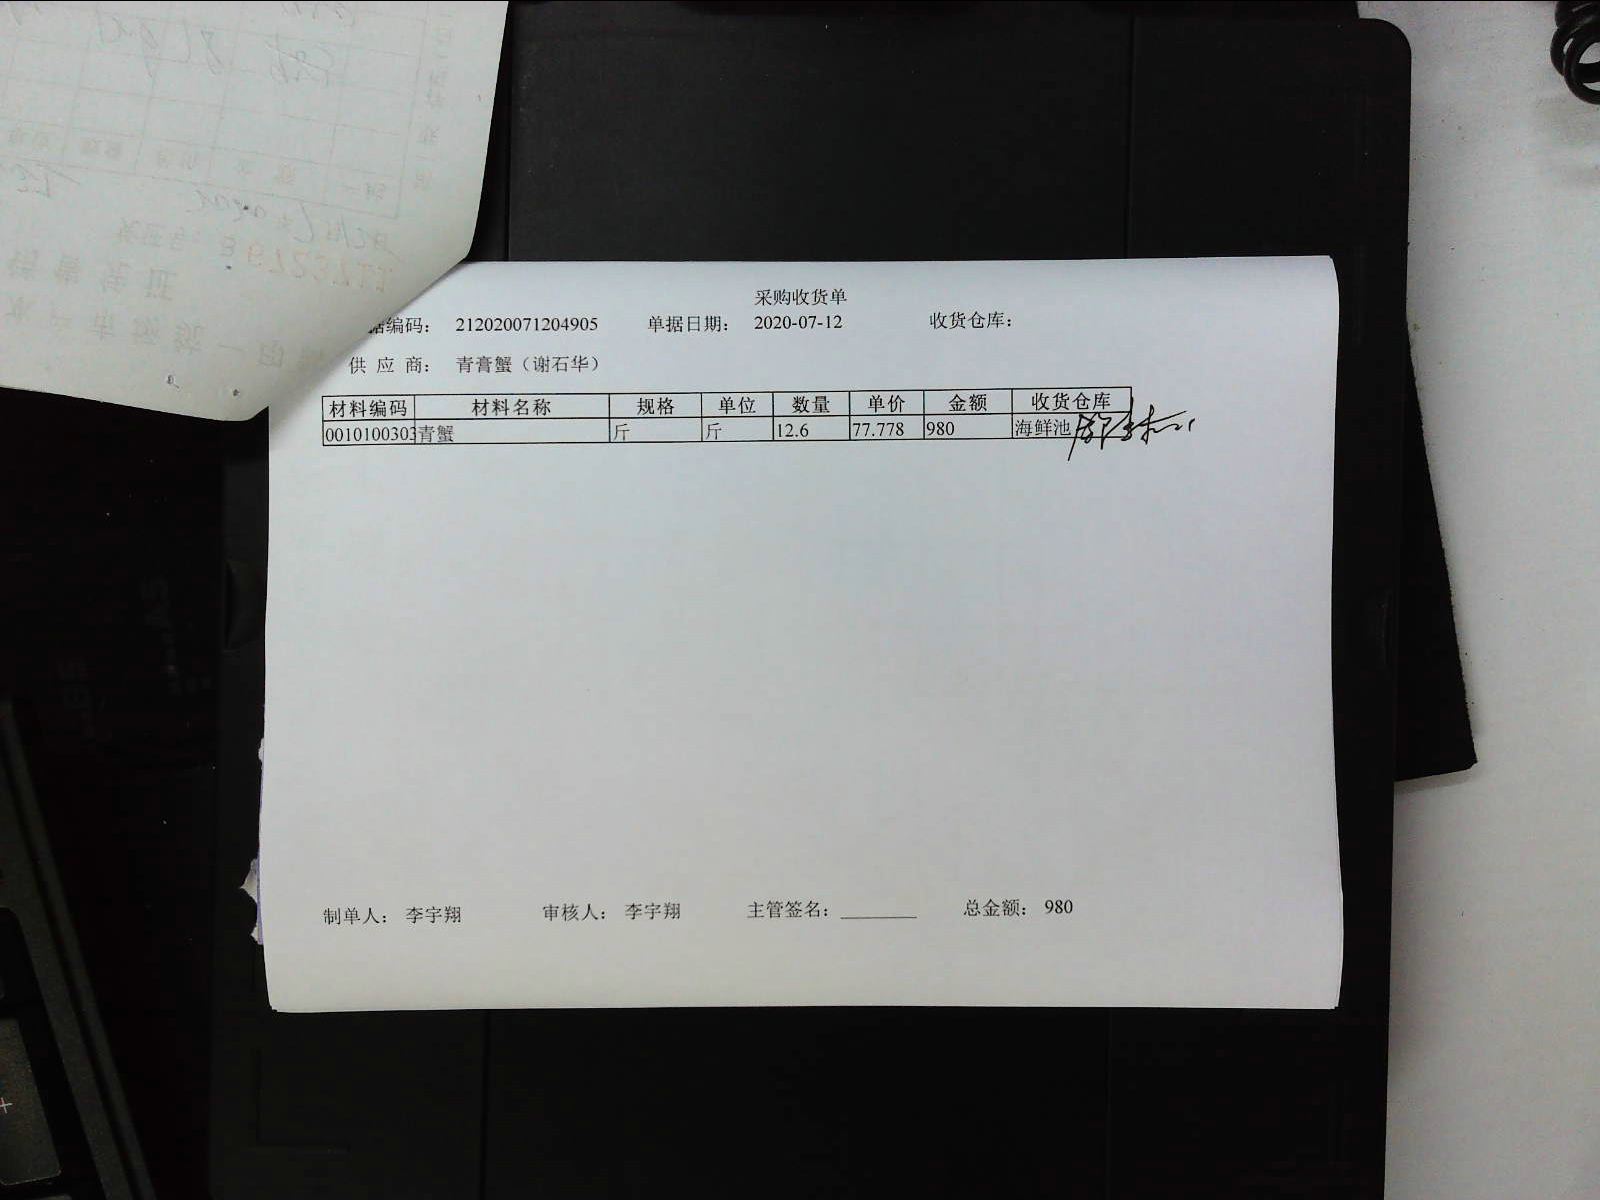 采购收货单
据编码： 212020071204905 单据日期： 2020-07-12 收货仓库：
供 应 商： 青膏蟹（谢石华）
材料编码 材料名称 规格 单位 数量 单价 金额 收货仓库
0010100303 青蟹 斤 斤 12.6 77.778 980 海鲜池
制单人： 李宇翔 审核人： 李宇翔 主管签名： ________ 总金额： 980